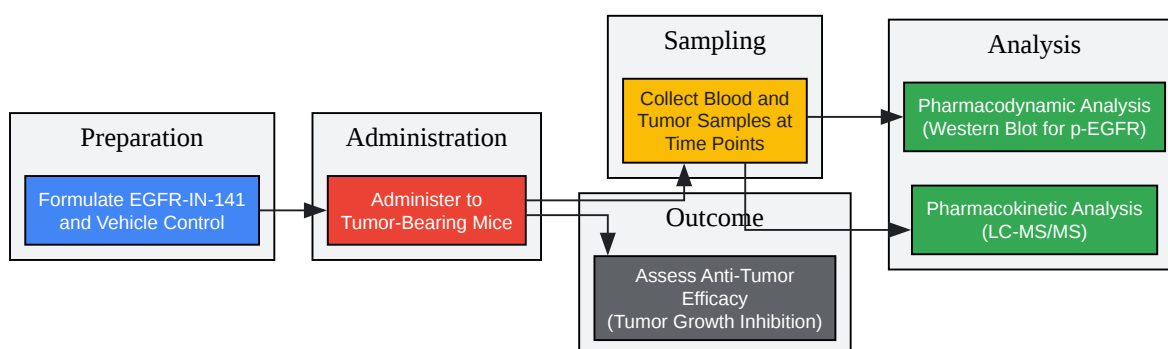 Preparation
Formulate EGFR-IN-141
and Vehicle Control
Administration
Administer to
Tumor-Bearing Mice
Sampling
Collect Blood and
Tumor Samples at
Time Points
Outcome
Assess Anti-Tumor
Efficacy
(Tumor Growth Inhibition)
Analysis
Pharmacodynamic Analysis
(Western Blot for p-EGFR)
Pharmacokinetic Analysis
(LC-MS/MS)